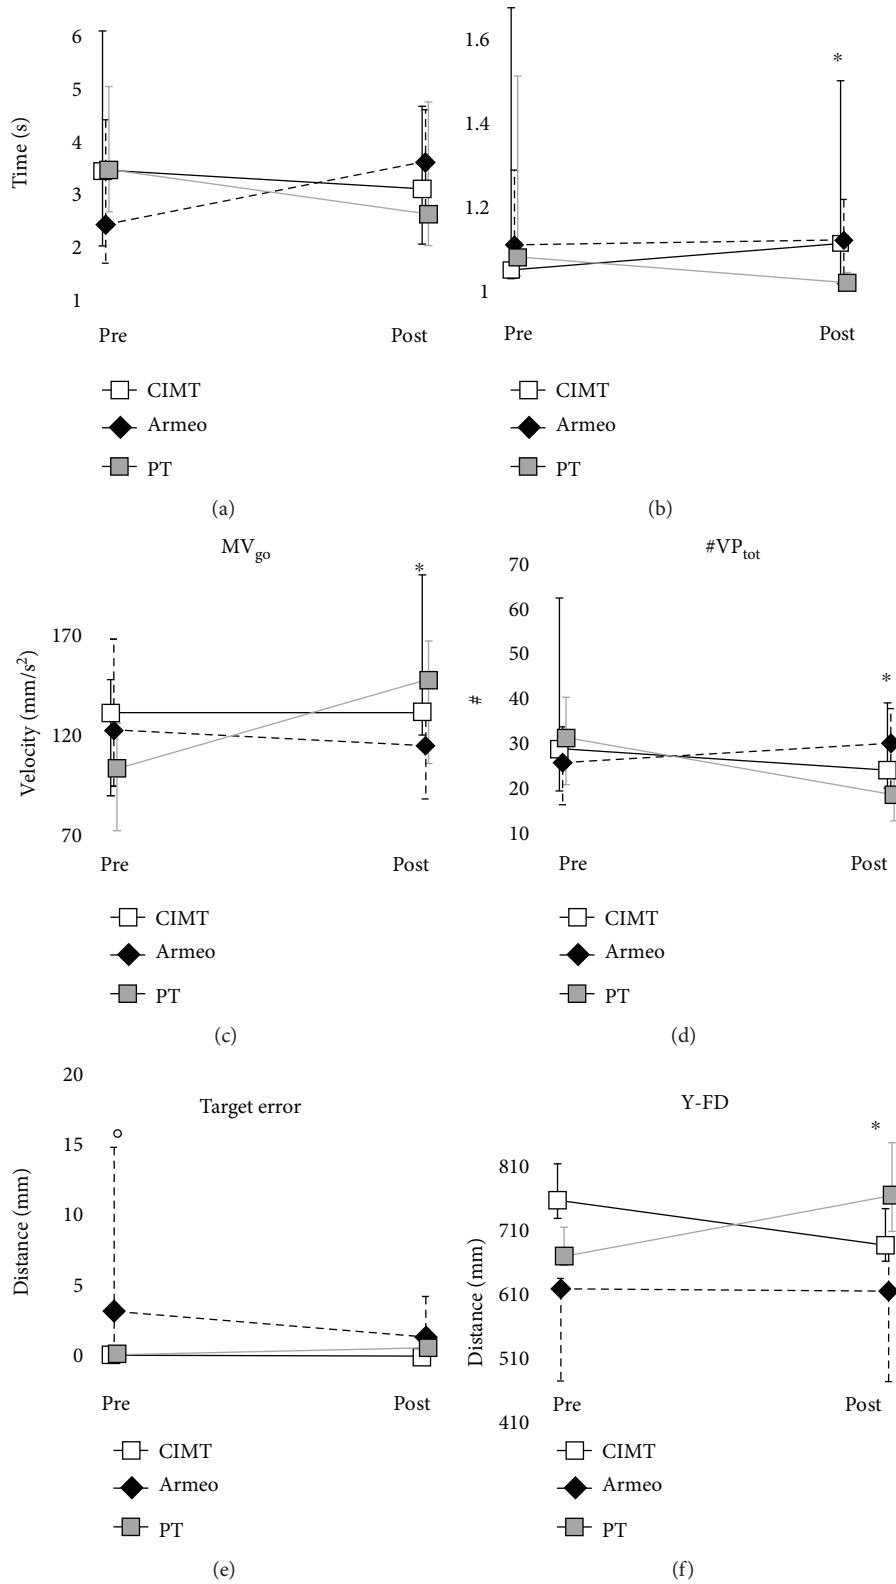 6
5
4
3
2
1
Time (s)
Pre
Post
CIMT
Armeo
PT
(a)
1.6
1.4
1.2
1
*
Pre
Post
CIMT
Armeo
PT
(b)
MVgo
170
120
70
Velocity (mm/s²)
*
Pre
Post
CIMT
Armeo
PT
(c)
#VPtot
70
60
50
40
30
20
10
#
*
Pre
Post
CIMT
Armeo
PT
(d)
Target error
20
15
10
5
0
Distance (mm)
Pre
Post
CIMT
Armeo
PT
(e)
Y-FD
810
710
610
510
410
Distance (mm)
*
Pre
Post
CIMT
Armeo
PT
(f)